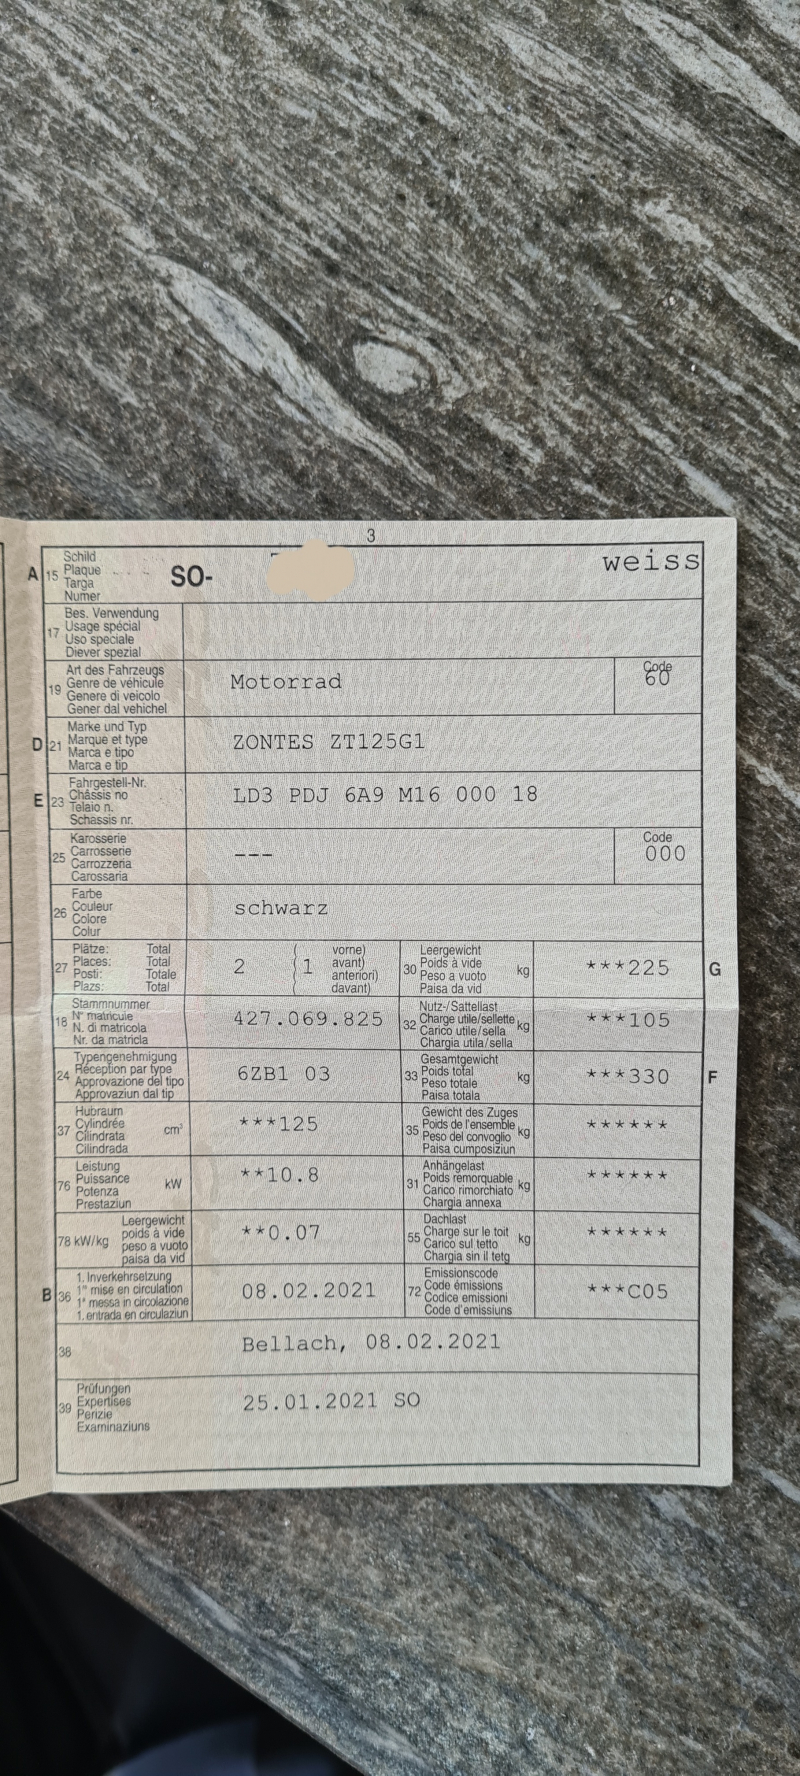 3
A 15 Schild
Plaque
Targa
Numer
SO-
weiss
17 Bes. Verwendung
Usage spécial
Uso speciale
Diever spezial
19 Art des Fahrzeugs
Genre de véhicule
Genere di veicolo
Gener dal vehichel
Motorrad
Code
60
D 21 Marke und Typ
Marque et type
Marca e tipo
Marca e tip
ZONTES ZT125G1
E 23 Fahrgestell-Nr.
Châssis no
Telaio n.
Schassis nr.
LD3 PDJ 6A9 M16 000 18
25 Karosserie
Carrosserie
Carrozzeria
Carossaria
---
Code
000
26 Farbe
Couleur
Colore
Colur
schwarz
27 Plätze: Total
Places: Total
Posti: Totale
Plazs: Total
2 ( 1 vorne)
avant)
anteriori)
davant)
30 Leergewicht
Poids à vide
Peso a vuoto
Paisa da vid
kg
***225 G
18 Stammnummer
N° matricule
N. di matricola
Nr. da matricla
427.069.825
32 Nutz-/Sattellast
Charge utile/sellette
Carico utile/sella
Chargia utila/sella
kg
***105
24 Typengenehmigung
Réception par type
Approvazione del tipo
Approvaziun dal tip
6ZB1 03
33 Gesamtgewicht
Poids total
Peso totale
Paisa totala
kg
***330 F
37 Hubraum
Cylindrée
Cilindrata
Cilindrada
cm³
***125
35 Gewicht des Zuges
Poids de l'ensemble
Peso del convoglio
Paisa cumposiziun
kg
******
76 Leistung
Puissance
Potenza
Prestaziun
kW
**10.8
31 Anhängelast
Poids remorquable
Carico rimorchiato
Chargia annexa
kg
******
78 kW/kg Leergewicht
poids à vide
peso a vuoto
paisa da vid
**0.07
55 Dachlast
Charge sur le toit
Carico sul tetto
Chargia sin il tetg
kg
******
B 36 1. Inverkehrsetzung
1re mise en circulation
1a messa in circolazione
1. entrada en circulaziun
08.02.2021
72 Emissionscode
Code émissions
Codice emissioni
Code d'emissiuns
***C05
38 Bellach, 08.02.2021
39 Prüfungen
Expertises
Perizie
Examinaziuns
25.01.2021 SO